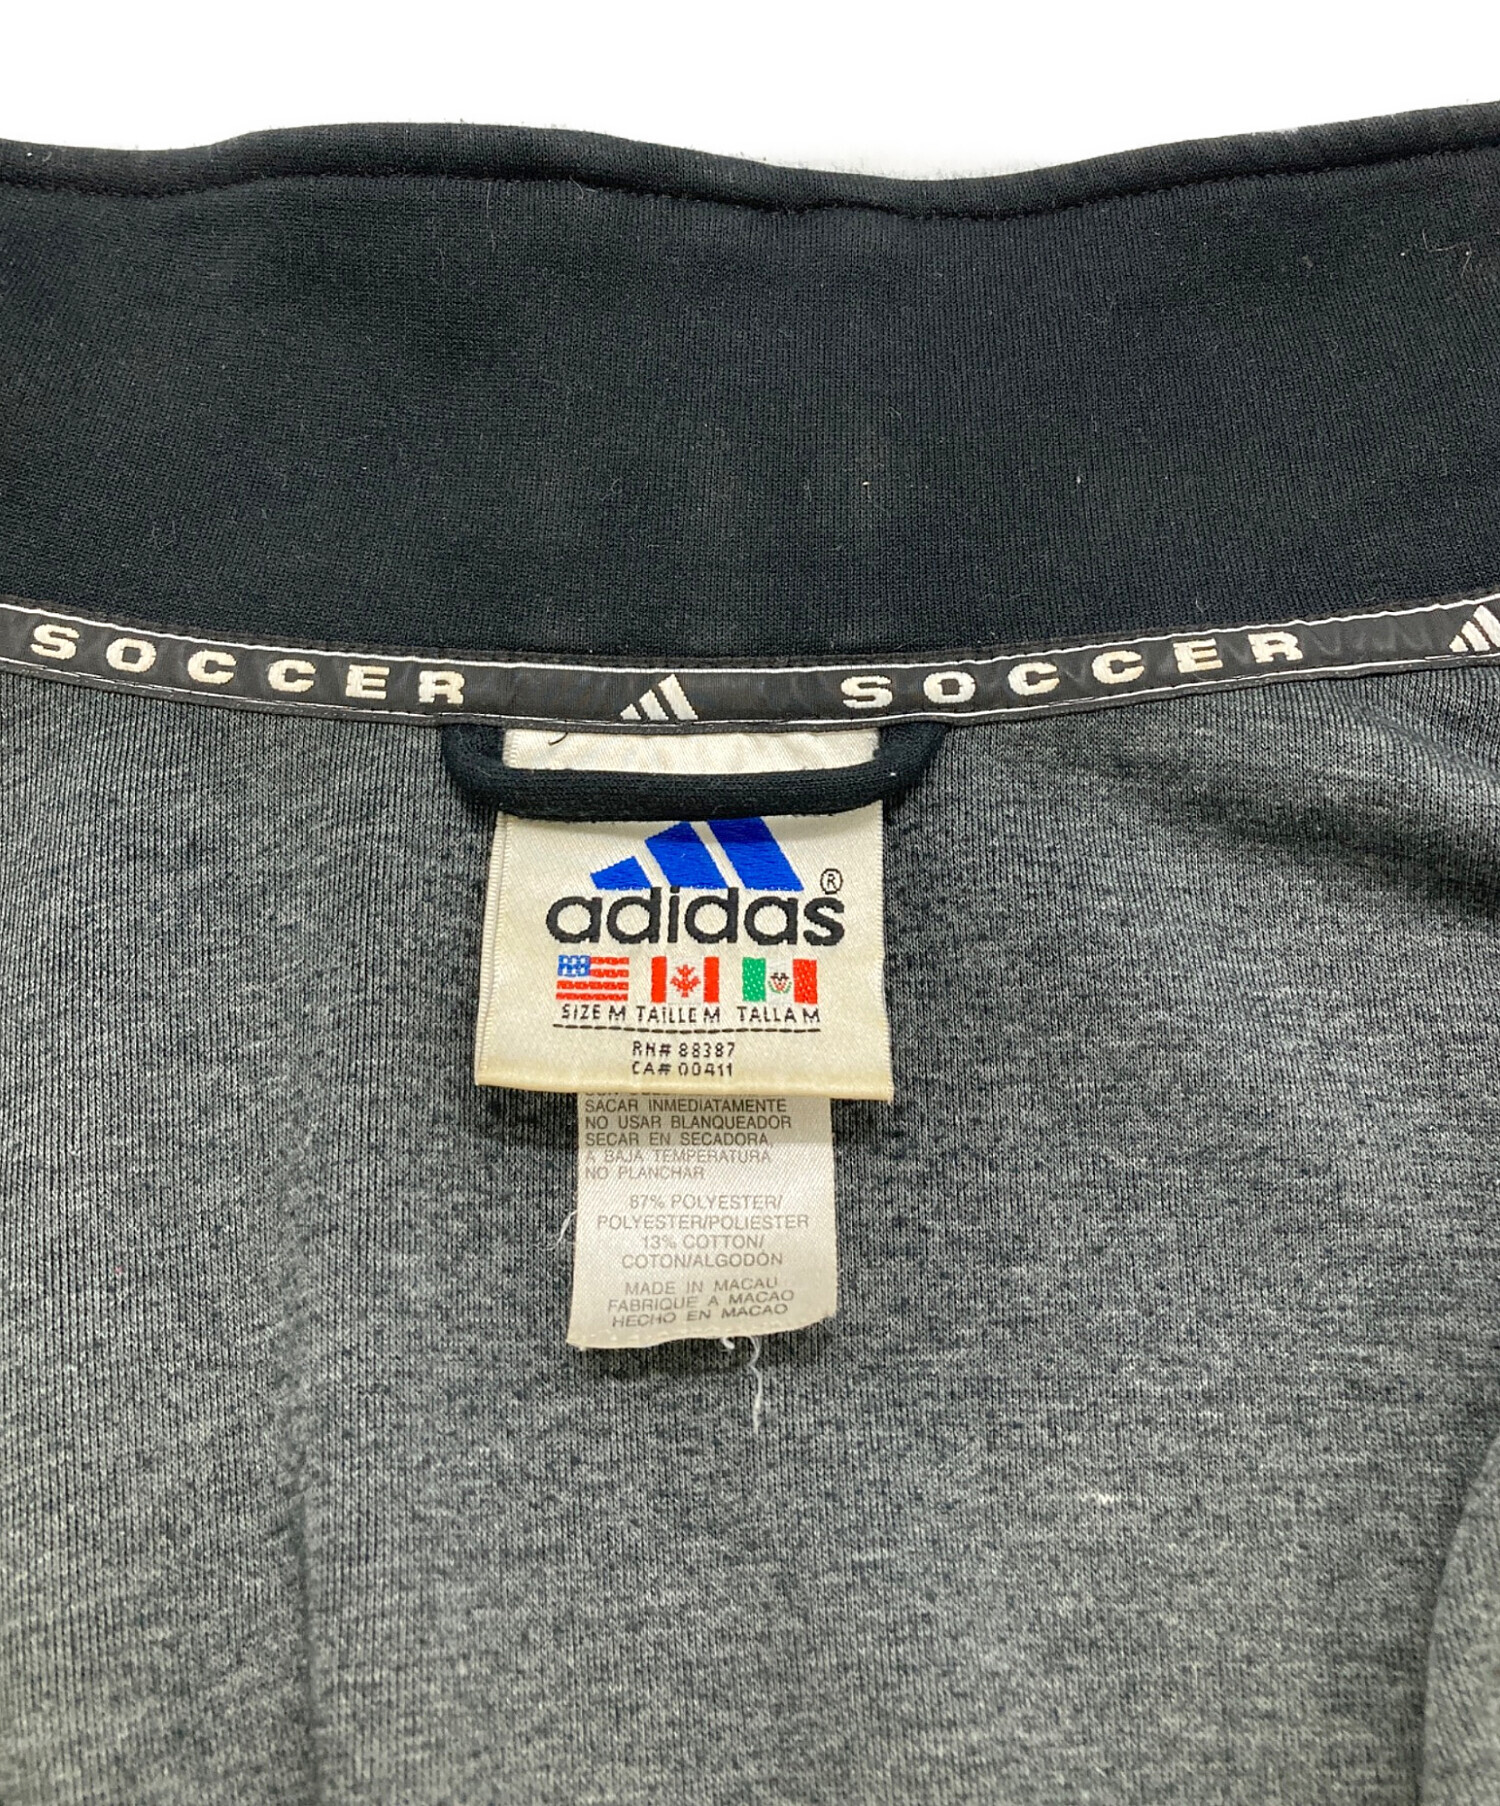 SOCCER SOCCER
adidas®
SIZE M TAILLE M TALLA M
RN# 88387
CA# 00411
SACAR INMEDIATAMENTE
NO USAR BLANQUEADOR
SECAR EN SECADORA,
A BAJA TEMPERATURA
NO PLANCHAR
87% POLYESTER/
POLYESTER/POLIESTER
13% COTTON/
COTON/ALGODÓN
MADE IN MACAU
FABRIQUE A MACAO
HECHO EN MACAO